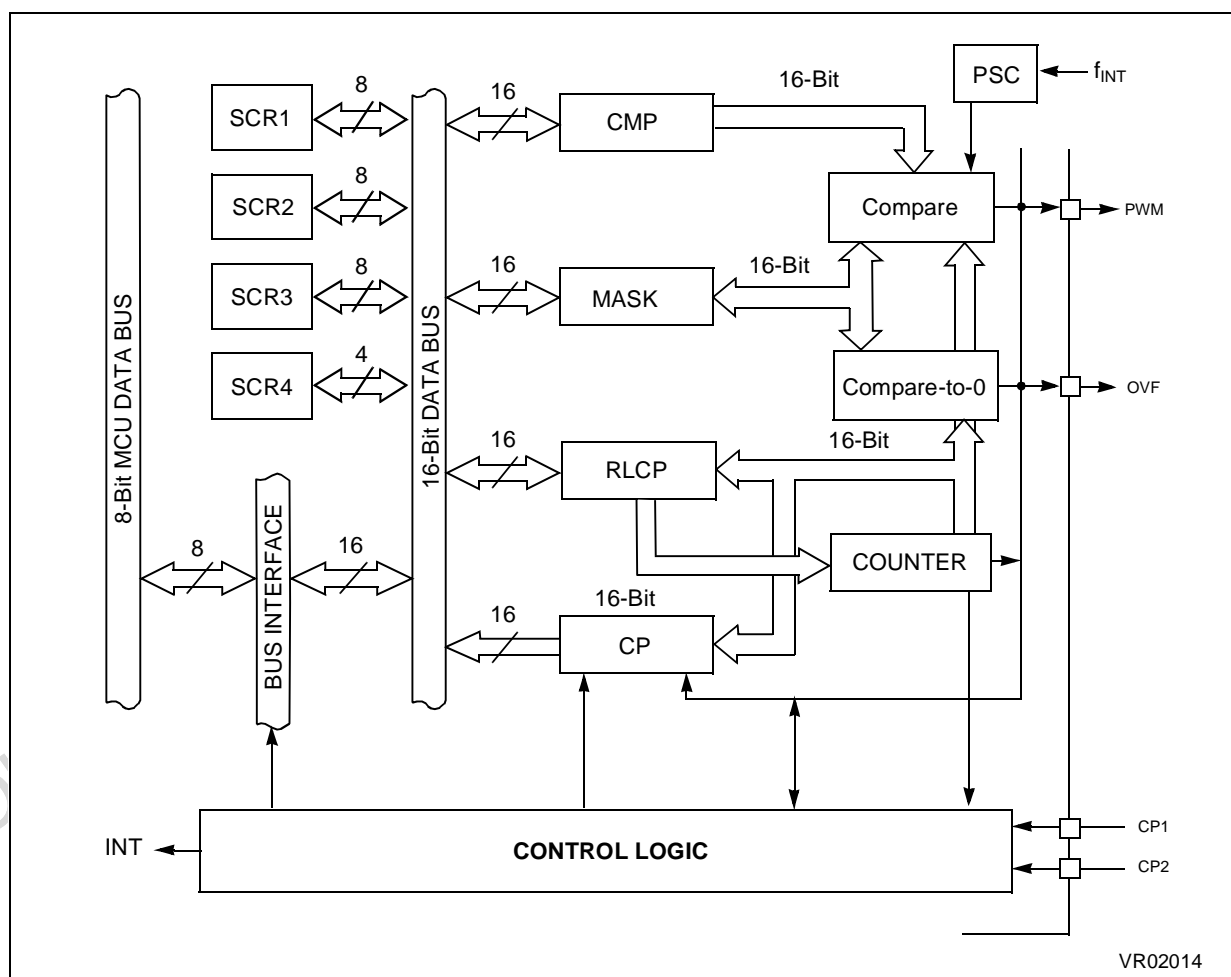 PSC
fINT
8
SCR1
16
CMP
16-Bit
8
SCR2
Compare
PWM
8
SCR3
16
MASK
16-Bit
4
SCR4
Compare-to-0
OVF
8-Bit MCU DATA BUS
16-Bit DATA BUS
16
RLCP
16-Bit
BUS INTERFACE
8
16
COUNTER
16-Bit
16
CP
INT
CONTROL LOGIC
CP1
CP2
VR02014